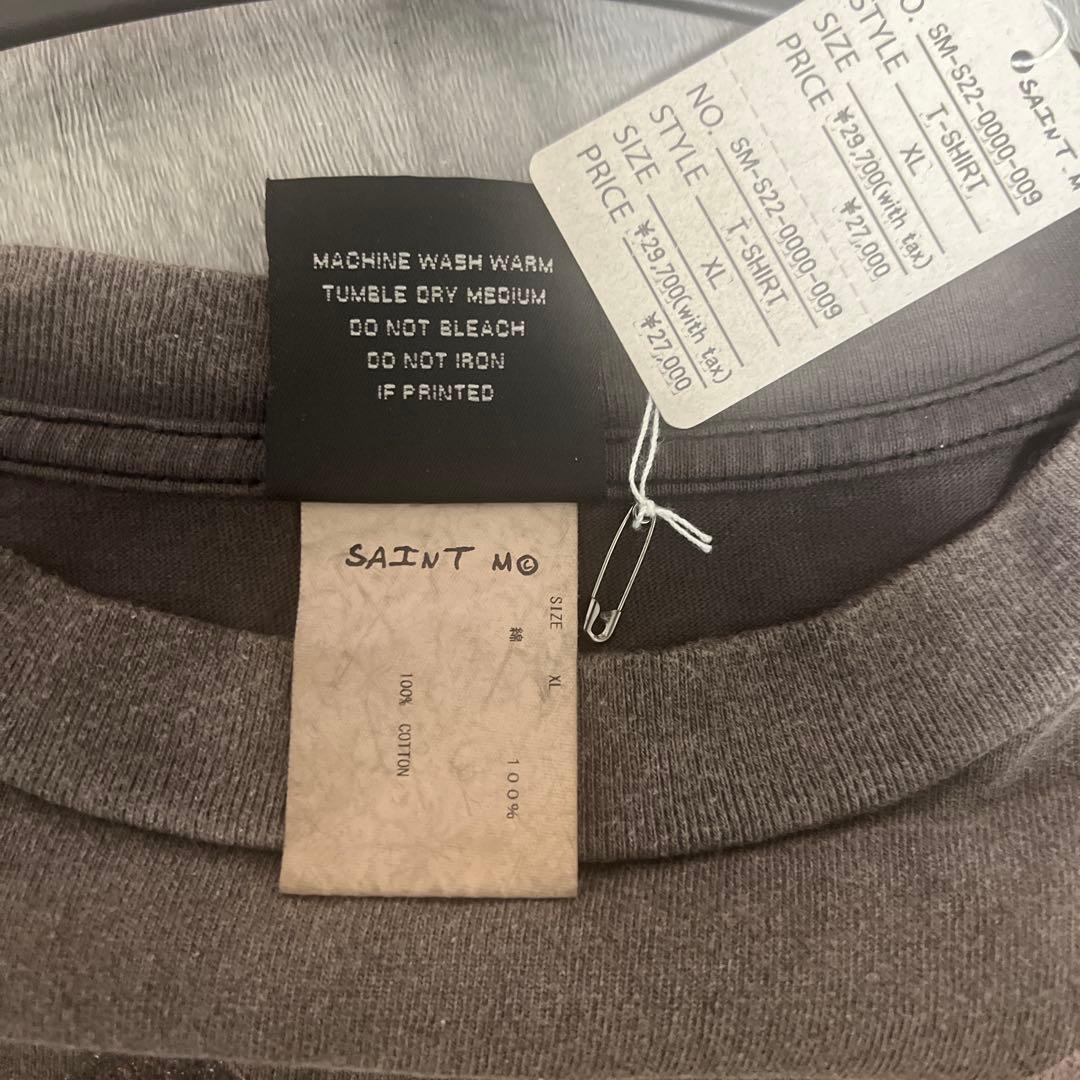 MACHINE WASH WARM
TUMBLE DRY MEDIUM
DO NOT BLEACH
DO NOT IRON
IF PRINTED
SAINT M©
SIZE XL
綿 100%
100% COTTON
SAINT M
NO. SM-S22-0000-009
STYLE T-SHIRT
SIZE XL
PRICE ¥29,700(with tax)
¥27,000
NO. SM-S22-0000-009
STYLE T-SHIRT
SIZE XL
PRICE ¥29,700(with tax)
¥27,000